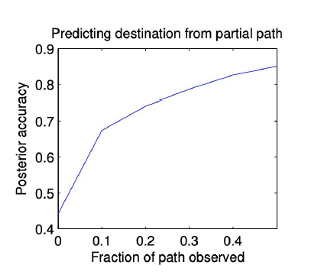 Predicting destination from partial path
0.9
0.8
0.7
0.6
0.5
0.4
Posterior accuracy
0 0.1 0.2 0.3 0.4
Fraction of path observed